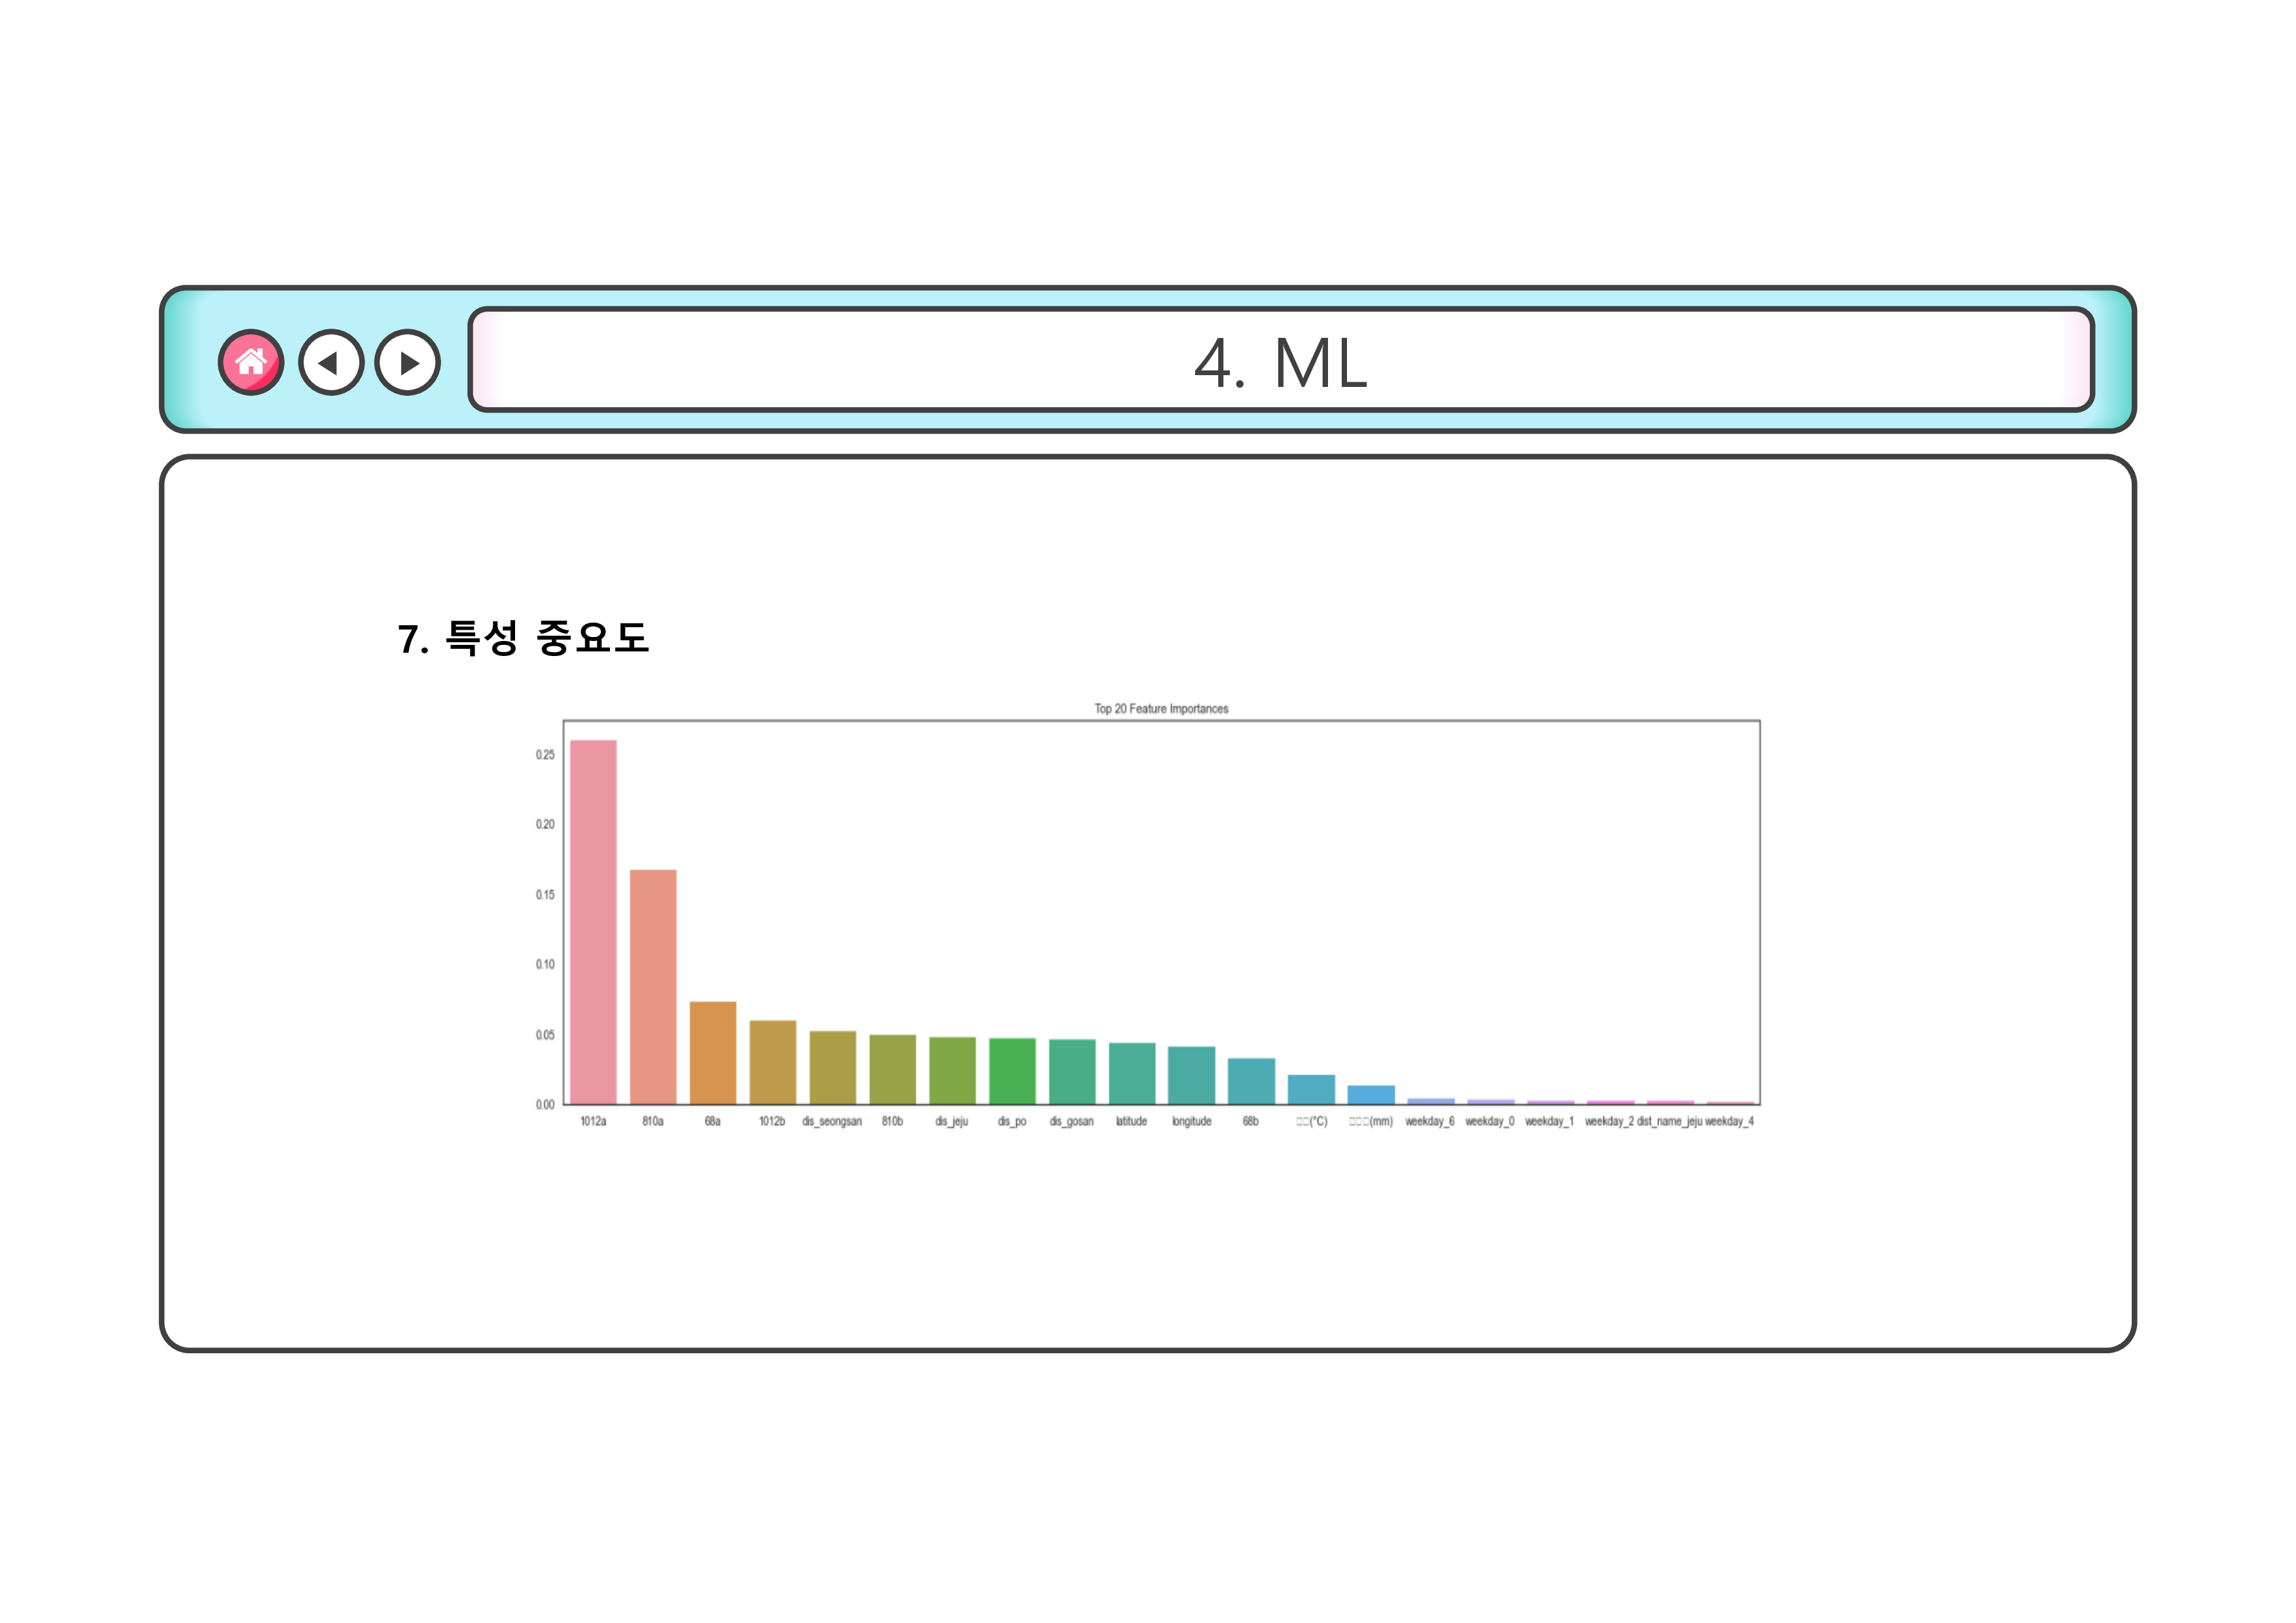 4. ML
7. 특성 중요도
Top 20 Feature Importances
0.25
0.20
0.15
0.10
0.05
0.00
1012a 810a 68a 1012b dis_seongsan 810b dis_jeju dis_po dis_gosan latitude longitude 68b □□(°C) □□□(mm) weekday_6 weekday_0 weekday_1 weekday_2 dist_name_jeju weekday_4